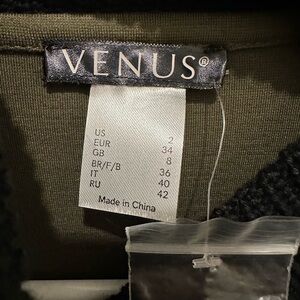 VENUS®
US 2
EUR 34
GB 8
BR/F/B 36
IT 40
RU 42
Made in China